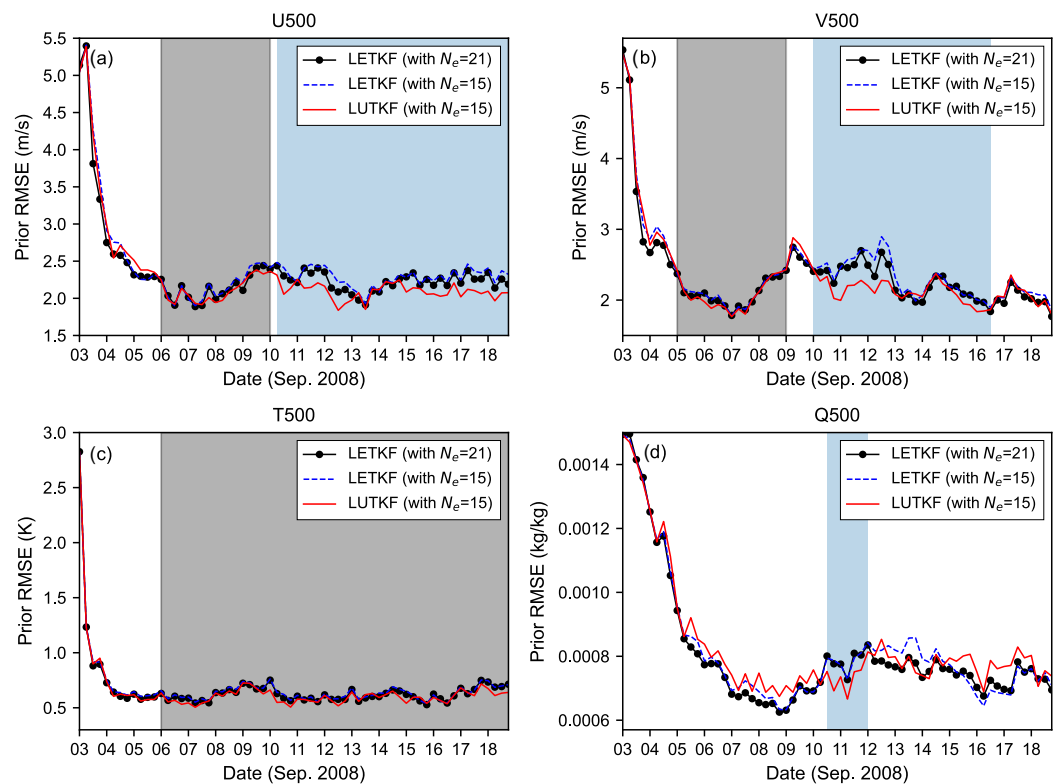 U500
(a)
LETKF (with Nₑ=21)
LETKF (with Nₑ=15)
LUTKF (with Nₑ=15)
Prior RMSE (m/s)
5.5
5.0
4.5
4.0
3.5
3.0
2.5
2.0
1.5
03 04 05 06 07 08 09 10 11 12 13 14 15 16 17 18
Date (Sep. 2008)
V500
(b)
LETKF (with Nₑ=21)
LETKF (with Nₑ=15)
LUTKF (with Nₑ=15)
Prior RMSE (m/s)
5
4
3
2
03 04 05 06 07 08 09 10 11 12 13 14 15 16 17 18
Date (Sep. 2008)
T500
(c)
LETKF (with Nₑ=21)
LETKF (with Nₑ=15)
LUTKF (with Nₑ=15)
Prior RMSE (K)
3.0
2.5
2.0
1.5
1.0
0.5
03 04 05 06 07 08 09 10 11 12 13 14 15 16 17 18
Date (Sep. 2008)
Q500
(d)
LETKF (with Nₑ=21)
LETKF (with Nₑ=15)
LUTKF (with Nₑ=15)
Prior RMSE (kg/kg)
0.0014
0.0012
0.0010
0.0008
0.0006
03 04 05 06 07 08 09 10 11 12 13 14 15 16 17 18
Date (Sep. 2008)